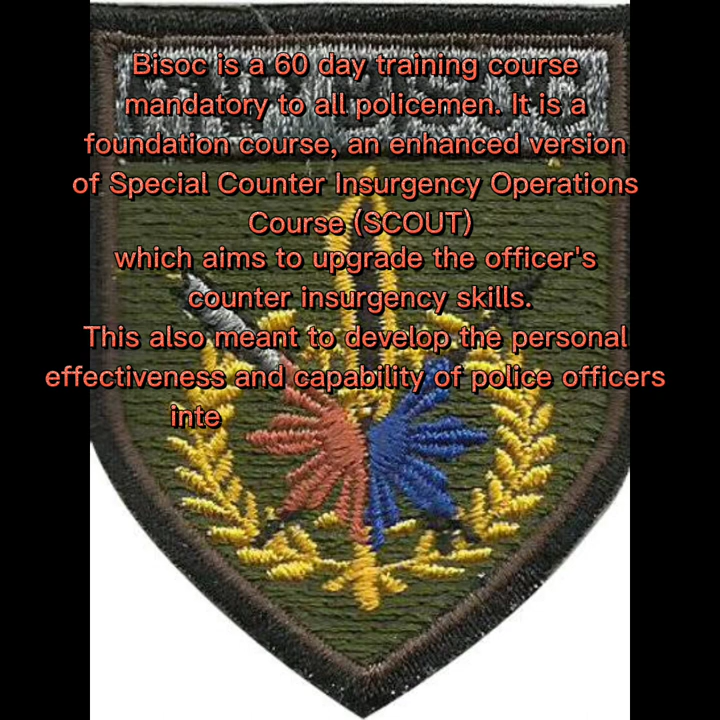 Bisoc is a 60 day training course
mandatory to all policemen. It is a
foundation course, an enhanced version
of Special Counter Insurgency Operations
Course (SCOUT)
which aims to upgrade the officer's
counter insurgency skills.
This also meant to develop the personal
effectiveness and capability of police officers
inte